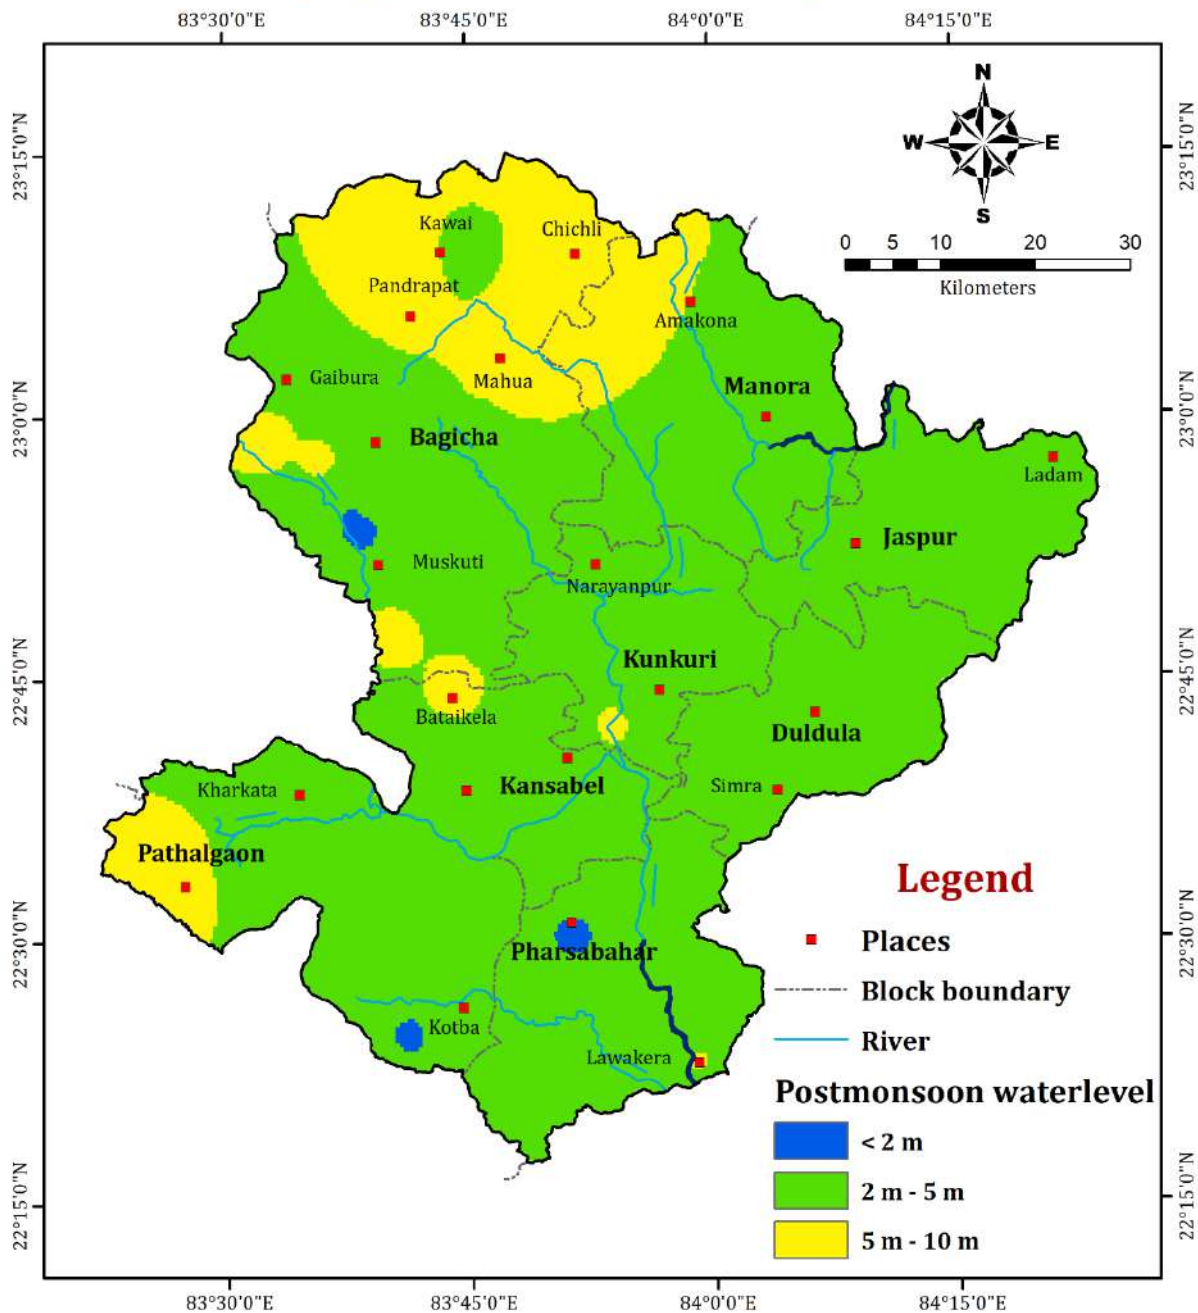 83°30'0"E 83°45'0"E 84°0'0"E 84°15'0"E
N
W E
S
23°15'0"N 23°15'0"N
0 5 10 20 30
Kilometers
Kawai
Chichli
Pandrapat
Amakona
Gaibura
Mahua
Manora
23°0'0"N 23°0'0"N
Bagicha
Ladam
Jaspur
Muskuti
Narayanpur
Kunkuri
22°45'0"N 22°45'0"N
Bataikela
Duldula
Kharkata
Kansabel
Simra
Pathalgaon
Legend
Places
22°30'0"N 22°30'0"N
Pharsabahar
Block boundary
Kotba
River
Lawakera
Postmonsoon waterlevel
< 2 m
2 m - 5 m
22°15'0"N 22°15'0"N
5 m - 10 m
83°30'0"E 83°45'0"E 84°0'0"E 84°15'0"E